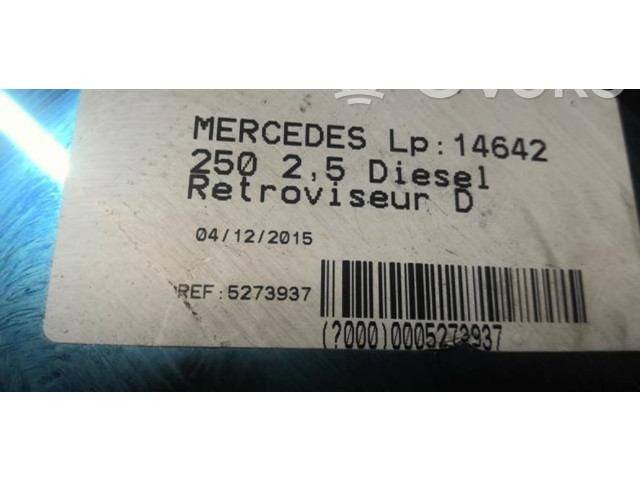 MERCEDES Lp:14642
250 2,5 Diesel
Retroviseur D
04/12/2015
REF:5273937
(?000)0005273937